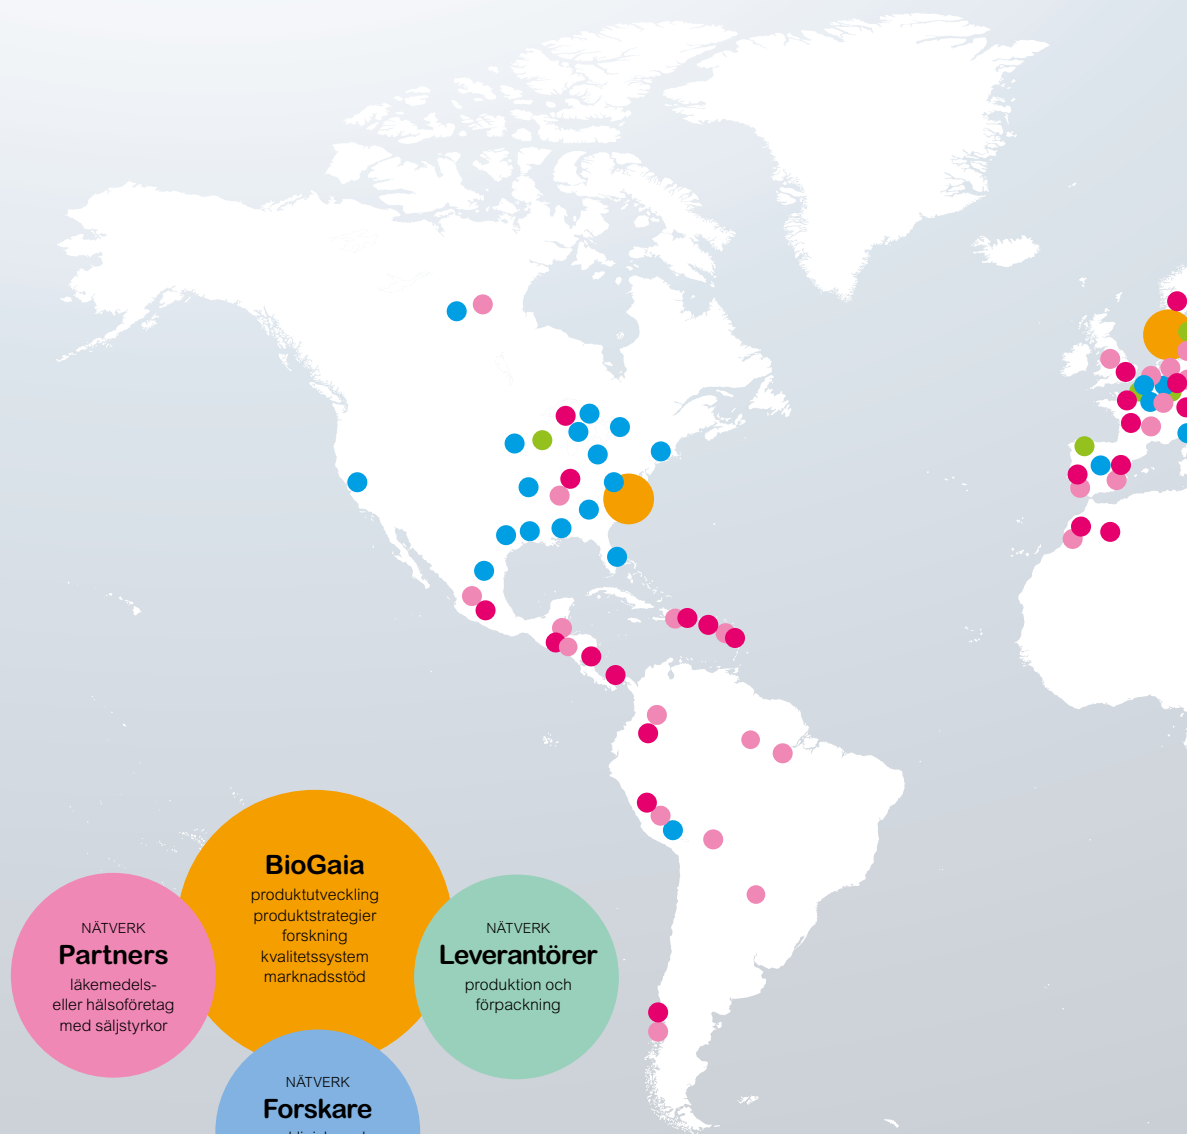 BioGaia
produktutveckling
produktstrategier
forskning
kvalitetssystem
marknadsstöd
NÄTVERK
Partners
läkemedels-
eller hälsoföretag
med säljstyrkor
NÄTVERK
Leverantörer
produktion och
förpackning
NÄTVERK
Forskare